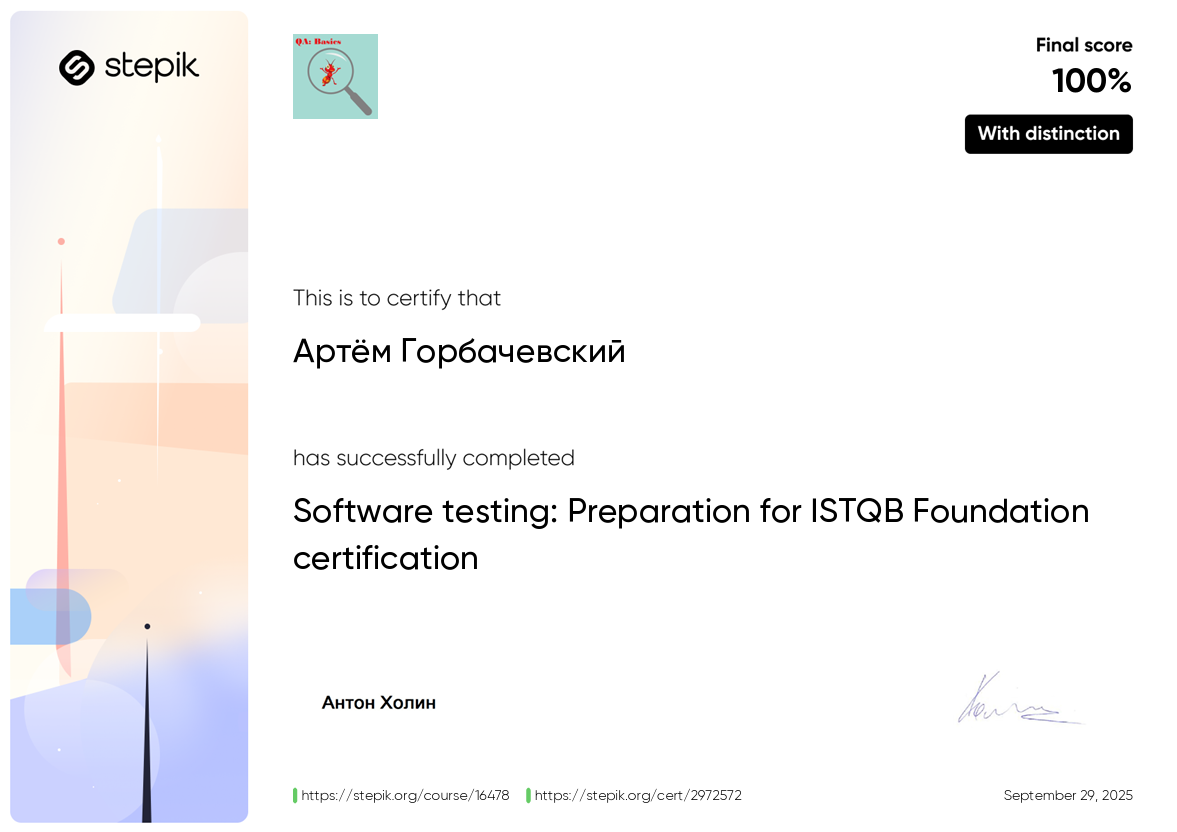 stepik
QA: Basics
Final score
100%
With distinction
This is to certify that
Артём Горбачевский
has successfully completed
Software testing: Preparation for ISTQB Foundation
certification
Антон Холин
https://stepik.org/course/16478
https://stepik.org/cert/2972572
September 29, 2025